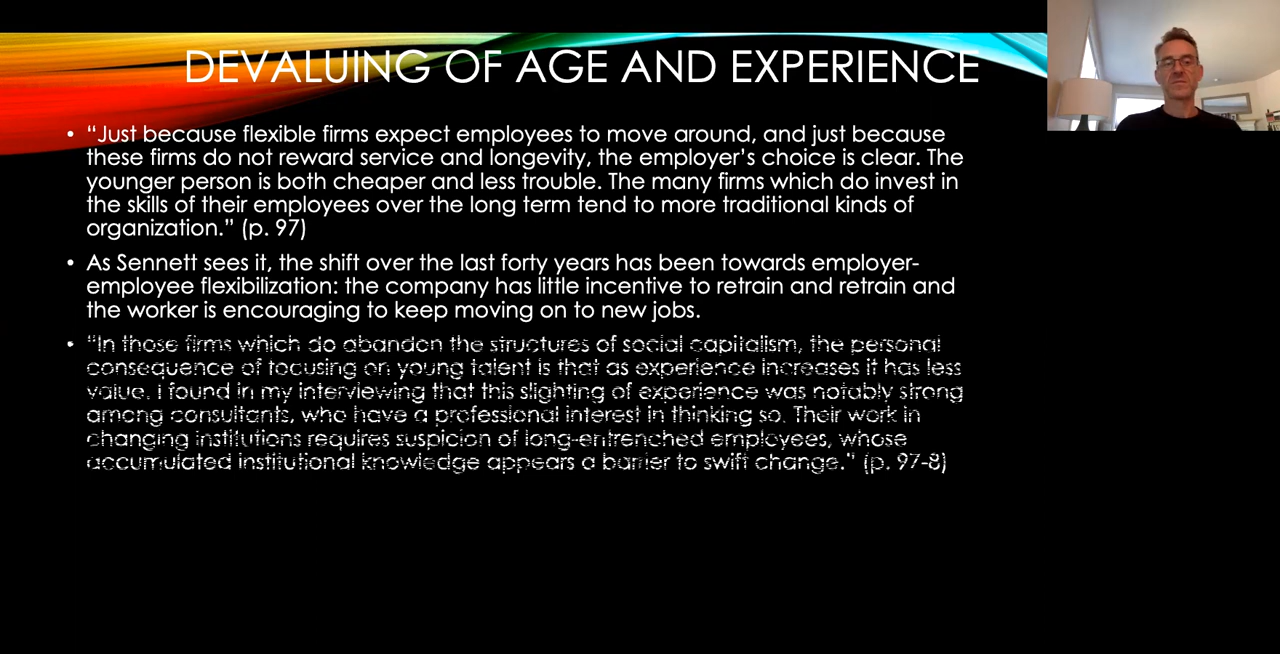 DEVALUING OF AGE AND EXPERIENCE
• “Just because flexible firms expect employees to move around, and just because
these firms do not reward service and longevity, the employer’s choice is clear. The
younger person is both cheaper and less trouble. The many firms which do invest in
the skills of their employees over the long term tend to more traditional kinds of
organization.” (p. 97)
• As Sennett sees it, the shift over the last forty years has been towards employer-
employee flexibilization: the company has little incentive to retrain and retrain and
the worker is encouraging to keep moving on to new jobs.
• “In those firms which do abandon the structures of social capitalism, the personal
consequence of focusing on young talent is that as experience increases it has less
value. I found in my interviewing that this slighting of experience was notably strong
among consultants, who have a professional interest in thinking so. Their work in
changing institutions requires suspicion of long-entrenched employees, whose
accumulated institutional knowledge appears a barrier to swift change.” (p. 97-8)